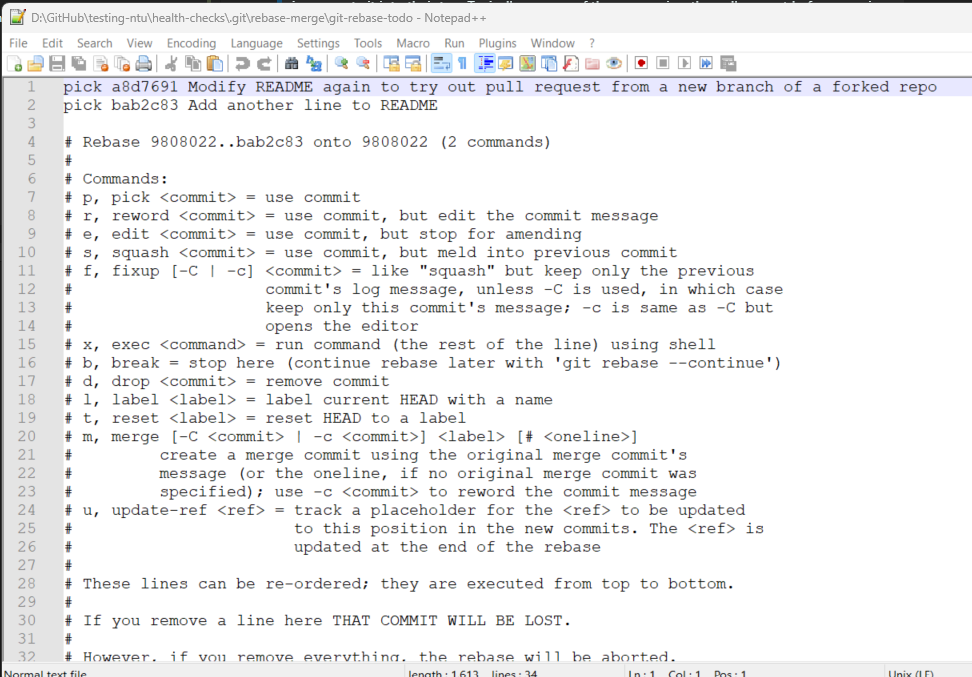 D:\GitHub\testing-ntu\health-checks\.git\rebase-merge\git-rebase-todo - Notepad++
File Edit Search View Encoding Language Settings Tools Macro Run Plugins Window ?
1 pick a8d7691 Modify README again to try out pull request from a new branch of a forked repo
2 pick bab2c83 Add another line to README
3
4 # Rebase 9808022..bab2c83 onto 9808022 (2 commands)
5 #
6 # Commands:
7 # p, pick <commit> = use commit
8 # r, reword <commit> = use commit, but edit the commit message
9 # e, edit <commit> = use commit, but stop for amending
10 # s, squash <commit> = use commit, but meld into previous commit
11 # f, fixup [-C | -c] <commit> = like "squash" but keep only the previous
12 # commit's log message, unless -C is used, in which case
13 # keep only this commit's message; -c is same as -C but
14 # opens the editor
15 # x, exec <command> = run command (the rest of the line) using shell
16 # b, break = stop here (continue rebase later with 'git rebase --continue')
17 # d, drop <commit> = remove commit
18 # l, label <label> = label current HEAD with a name
19 # t, reset <label> = reset HEAD to a label
20 # m, merge [-C <commit> | -c <commit>] <label> [# <oneline>]
21 # create a merge commit using the original merge commit's
22 # message (or the oneline, if no original merge commit was
23 # specified); use -c <commit> to reword the commit message
24 # u, update-ref <ref> = track a placeholder for the <ref> to be updated
25 # to this position in the new commits. The <ref> is
26 # updated at the end of the rebase
27 #
28 # These lines can be re-ordered; they are executed from top to bottom.
29 #
30 # If you remove a line here THAT COMMIT WILL BE LOST.
31 #
32 # However, if you remove everything, the rebase will be aborted.
Normal text file length : 1,613 lines : 34 Ln : 1 Col : 1 Pos : 1 Unix (LF)